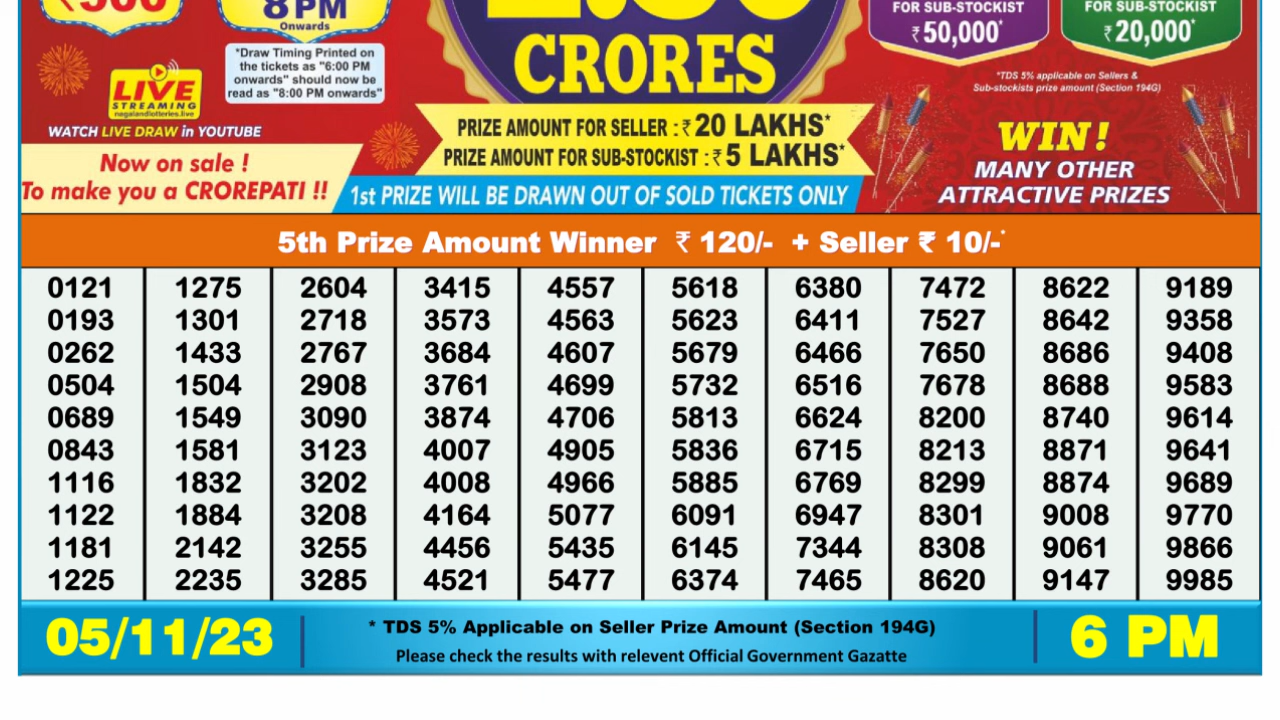 8 PM
Onwards
*Draw Timing Printed on
the tickets as "6:00 PM
onwards" should now be
read as "8:00 PM onwards"
LIVE
STREAMING
nagalandlotteries.live
WATCH LIVE DRAW in YOUTUBE
Now on sale !
To make you a CROREPATI !!
CRORES
PRIZE AMOUNT FOR SELLER : ₹ 20 LAKHS*
PRIZE AMOUNT FOR SUB-STOCKIST : ₹ 5 LAKHS*
1st PRIZE WILL BE DRAWN OUT OF SOLD TICKETS ONLY
FOR SUB-STOCKIST
₹ 50,000*
FOR SUB-STOCKIST
₹ 20,000*
*TDS 5% applicable on Sellers &
Sub-stockists prize amount (Section 194G)
WIN !
MANY OTHER
ATTRACTIVE PRIZES
5th Prize Amount Winner ₹ 120/- + Seller ₹ 10/-*
0121 1275 2604 3415 4557 5618 6380 7472 8622 9189
0193 1301 2718 3573 4563 5623 6411 7527 8642 9358
0262 1433 2767 3684 4607 5679 6466 7650 8686 9408
0504 1504 2908 3761 4699 5732 6516 7678 8688 9583
0689 1549 3090 3874 4706 5813 6624 8200 8740 9614
0843 1581 3123 4007 4905 5836 6715 8213 8871 9641
1116 1832 3202 4008 4966 5885 6769 8299 8874 9689
1122 1884 3208 4164 5077 6091 6947 8301 9008 9770
1181 2142 3255 4456 5435 6145 7344 8308 9061 9866
1225 2235 3285 4521 5477 6374 7465 8620 9147 9985
05/11/23
* TDS 5% Applicable on Seller Prize Amount (Section 194G)
Please check the results with relevent Official Government Gazatte
6 PM